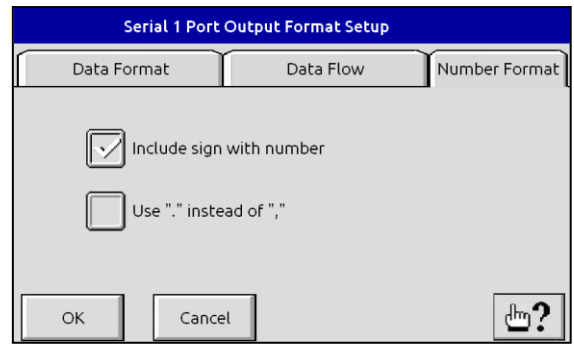 Serial 1 Port Output Format Setup
Data Format Data Flow Number Format
Include sign with number
Use "." instead of ","
OK Cancel ?